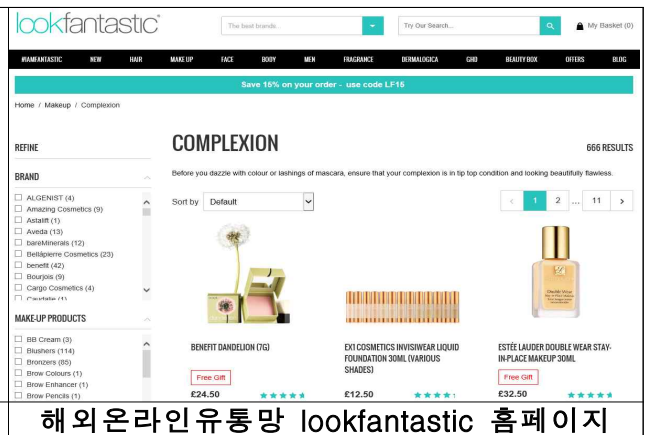 lookfantastic
The best brands...
Try Our Search...
My Basket (0)
#IAMFANTASTIC NEW HAIR MAKE UP FACE BODY MEN FRAGRANCE DERMALOGICA GHD BEAUTY BOX OFFERS BLOG
Save 15% on your order - use code LF15
Home / Makeup / Complexion
REFINE
BRAND
ALGENIST (4)
Amazing Cosmetics (9)
Astalift (1)
Aveda (13)
bareMinerals (12)
Bellápierre Cosmetics (23)
benefit (42)
Bourjois (9)
Cargo Cosmetics (4)
Caudalie (1)
MAKE-UP PRODUCTS
BB Cream (3)
Blushers (114)
Bronzers (85)
Brow Colours (1)
Brow Enhancer (1)
Brow Pencils (1)
COMPLEXION
666 RESULTS
Before you dazzle with colour or lashings of mascara, ensure that your complexion is in tip top condition and looking beautifully flawless.
Sort by Default
< 1 2 ... 11 >
BENEFIT DANDELION (7G)
Free Gift
£24.50
EX1 COSMETICS INVISIWEAR LIQUID
FOUNDATION 30ML (VARIOUS
SHADES)
£12.50
Double Wear
ESTÉE LAUDER DOUBLE WEAR STAY-
IN-PLACE MAKEUP 30ML
Free Gift
£32.50
해외온라인유통망 lookfantastic 홈페이지